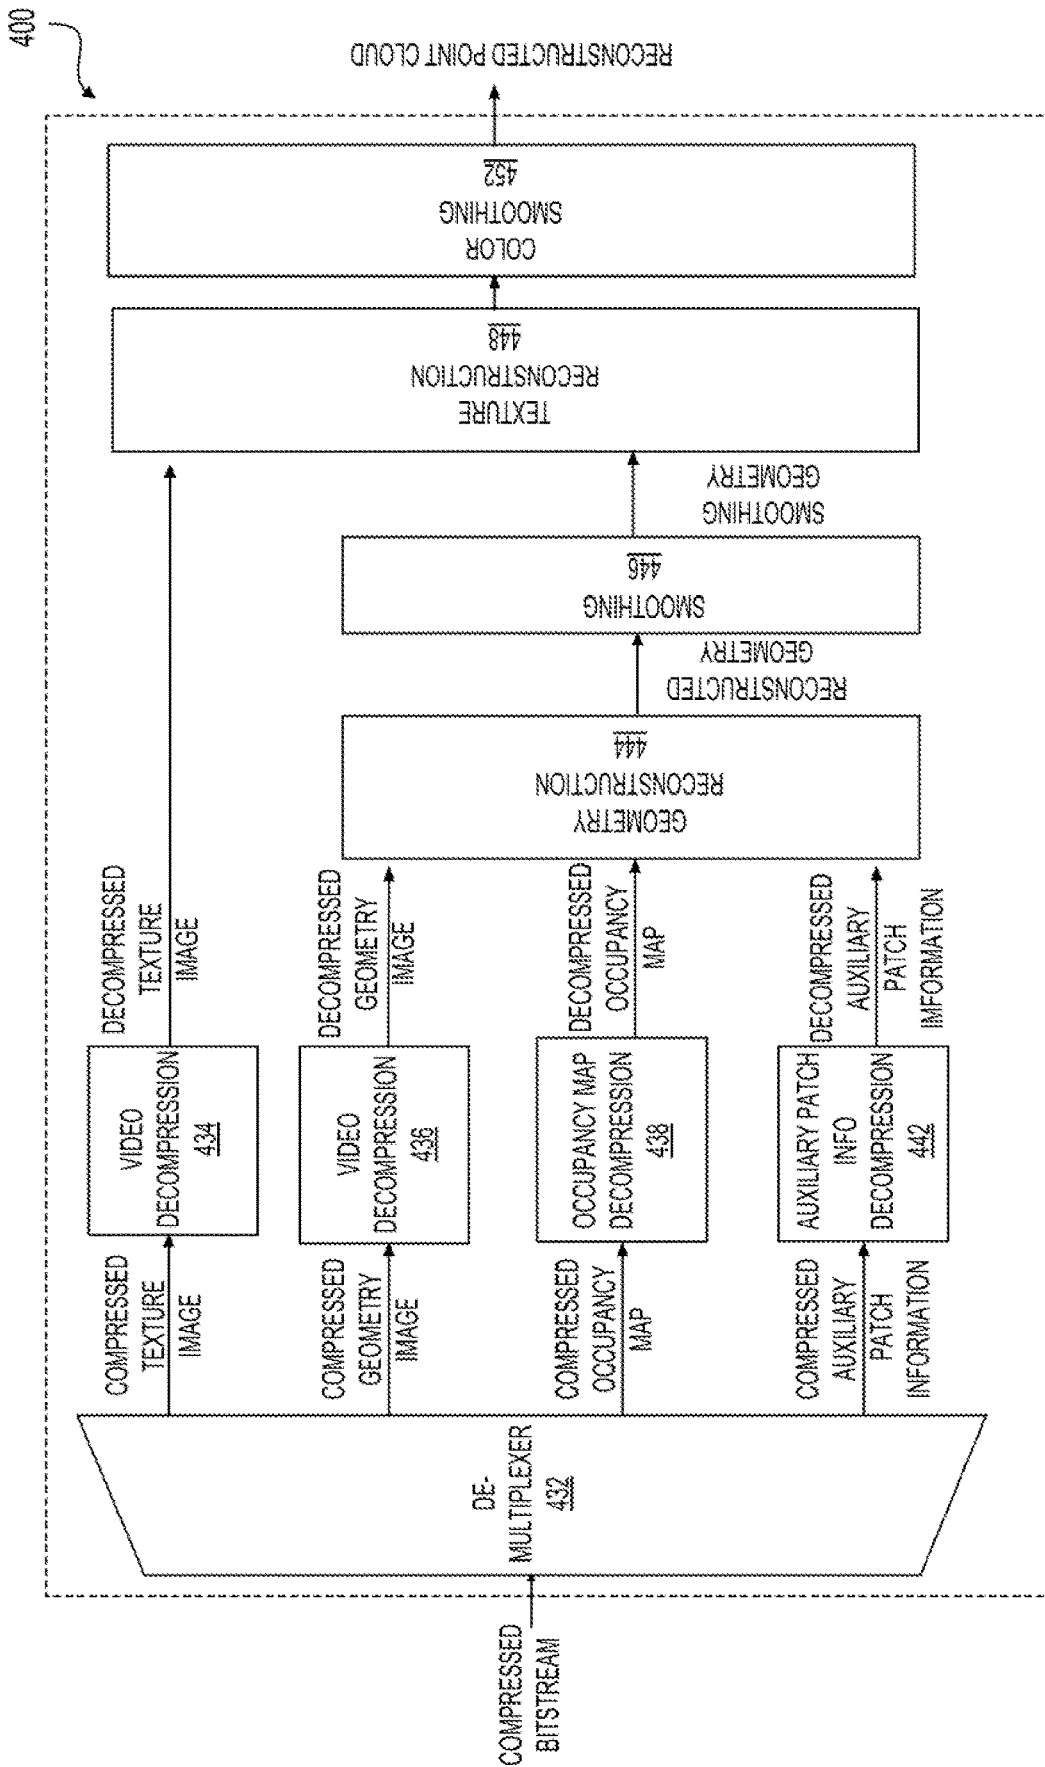 400
COMPRESSED
BITSTREAM
DE-
MULTIPLEXER
432
COMPRESSED
TEXTURE
IMAGE
COMPRESSED
GEOMETRY
IMAGE
COMPRESSED
OCCUPANCY
MAP
COMPRESSED
AUXILIARY
PATCH
INFORMATION
VIDEO
DECOMPRESSION
434
VIDEO
DECOMPRESSION
436
OCCUPANCY MAP
DECOMPRESSION
438
AUXILIARY PATCH
INFO
DECOMPRESSION
442
DECOMPRESSED
TEXTURE
IMAGE
DECOMPRESSED
GEOMETRY
IMAGE
DECOMPRESSED
OCCUPANCY
MAP
DECOMPRESSED
AUXILIARY
PATCH
IMFORMATION
GEOMETRY
RECONSTRUCTION
444
RECONSTRUCTED
GEOMETRY
SMOOTHING
446
SMOOTHING
GEOMETRY
TEXTURE
RECONSTRUCTION
448
COLOR
SMOOTHING
452
RECONSTRUCTED POINT CLOUD